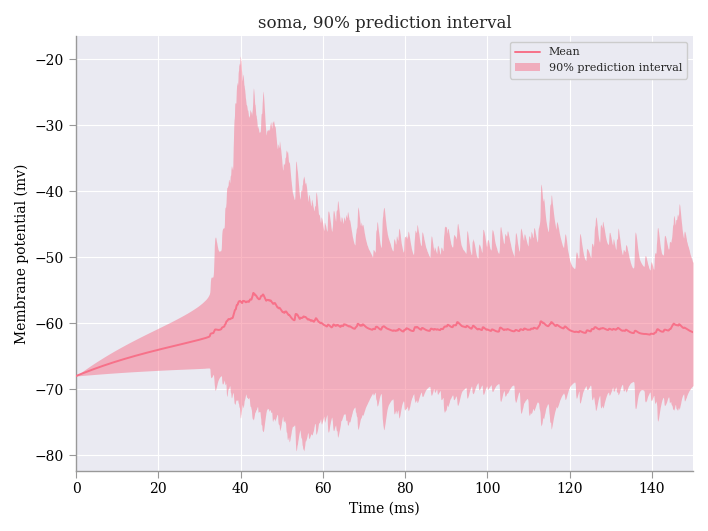 soma, 90% prediction interval
Mean
90% prediction interval
Membrane potential (mv)
−20
−30
−40
−50
−60
−70
−80
0 20 40 60 80 100 120 140
Time (ms)